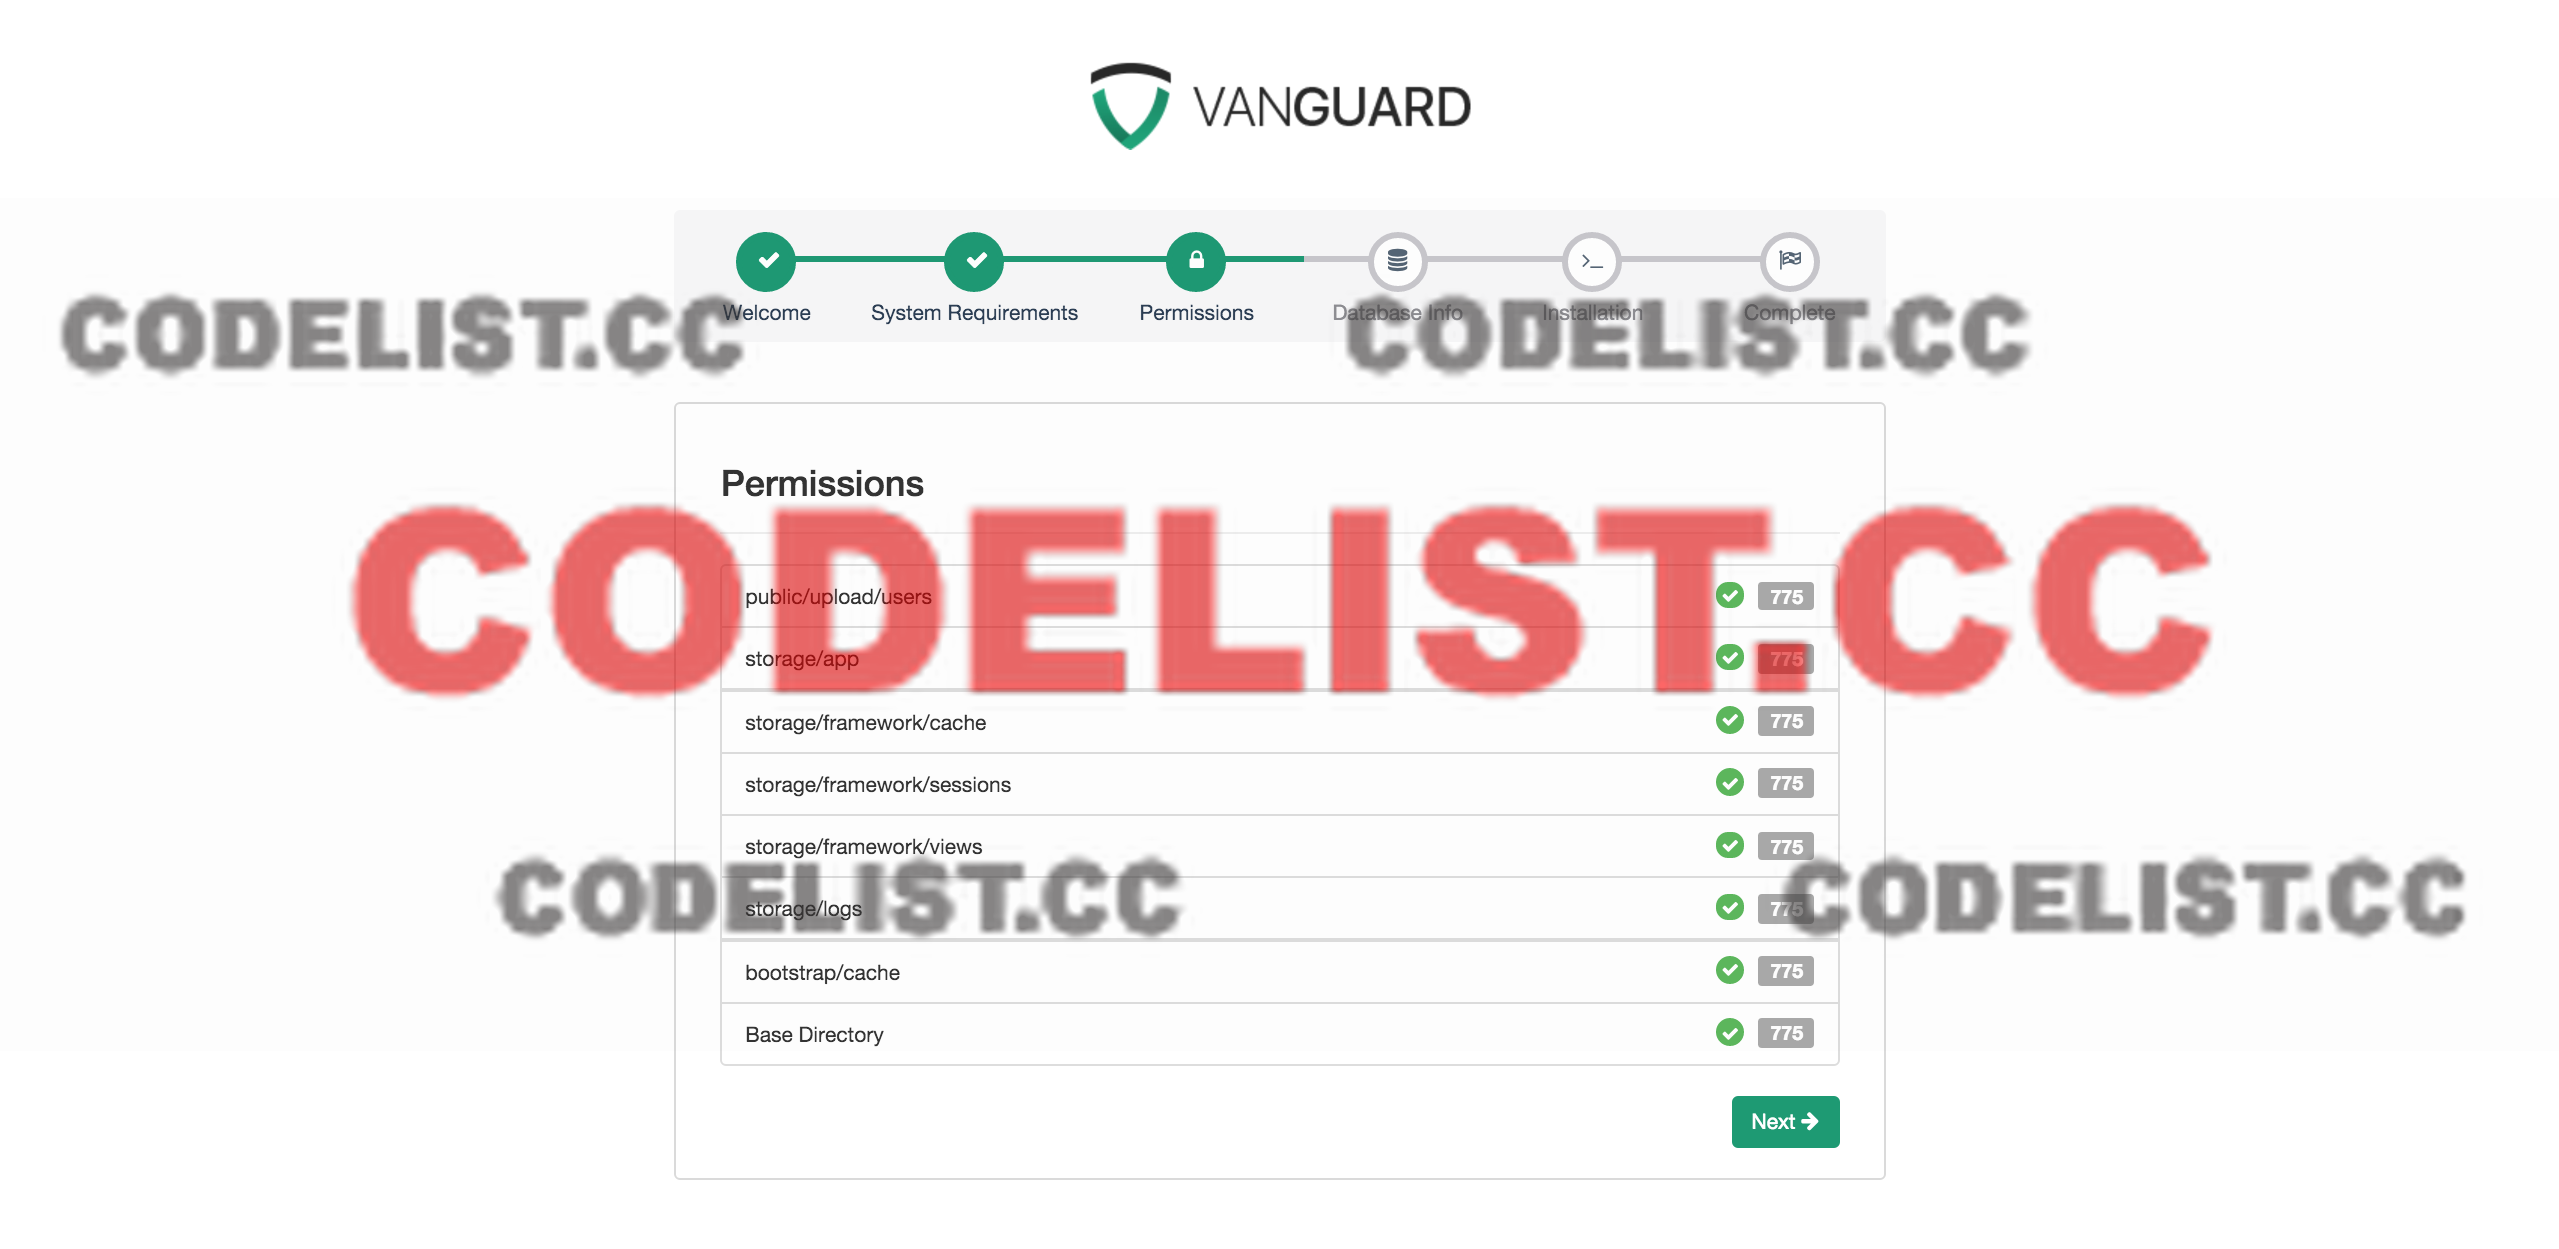 VANGUARD
Welcome System Requirements Permissions Database Info Installation Complete
CODELIST.CC CODELIST.CC
Permissions
CODELIST.CC
public/upload/users 775
storage/app 775
storage/framework/cache 775
storage/framework/sessions 775
storage/framework/views 775
CODELIST.CC CODELIST.CC
storage/logs 775
bootstrap/cache 775
Base Directory 775
Next